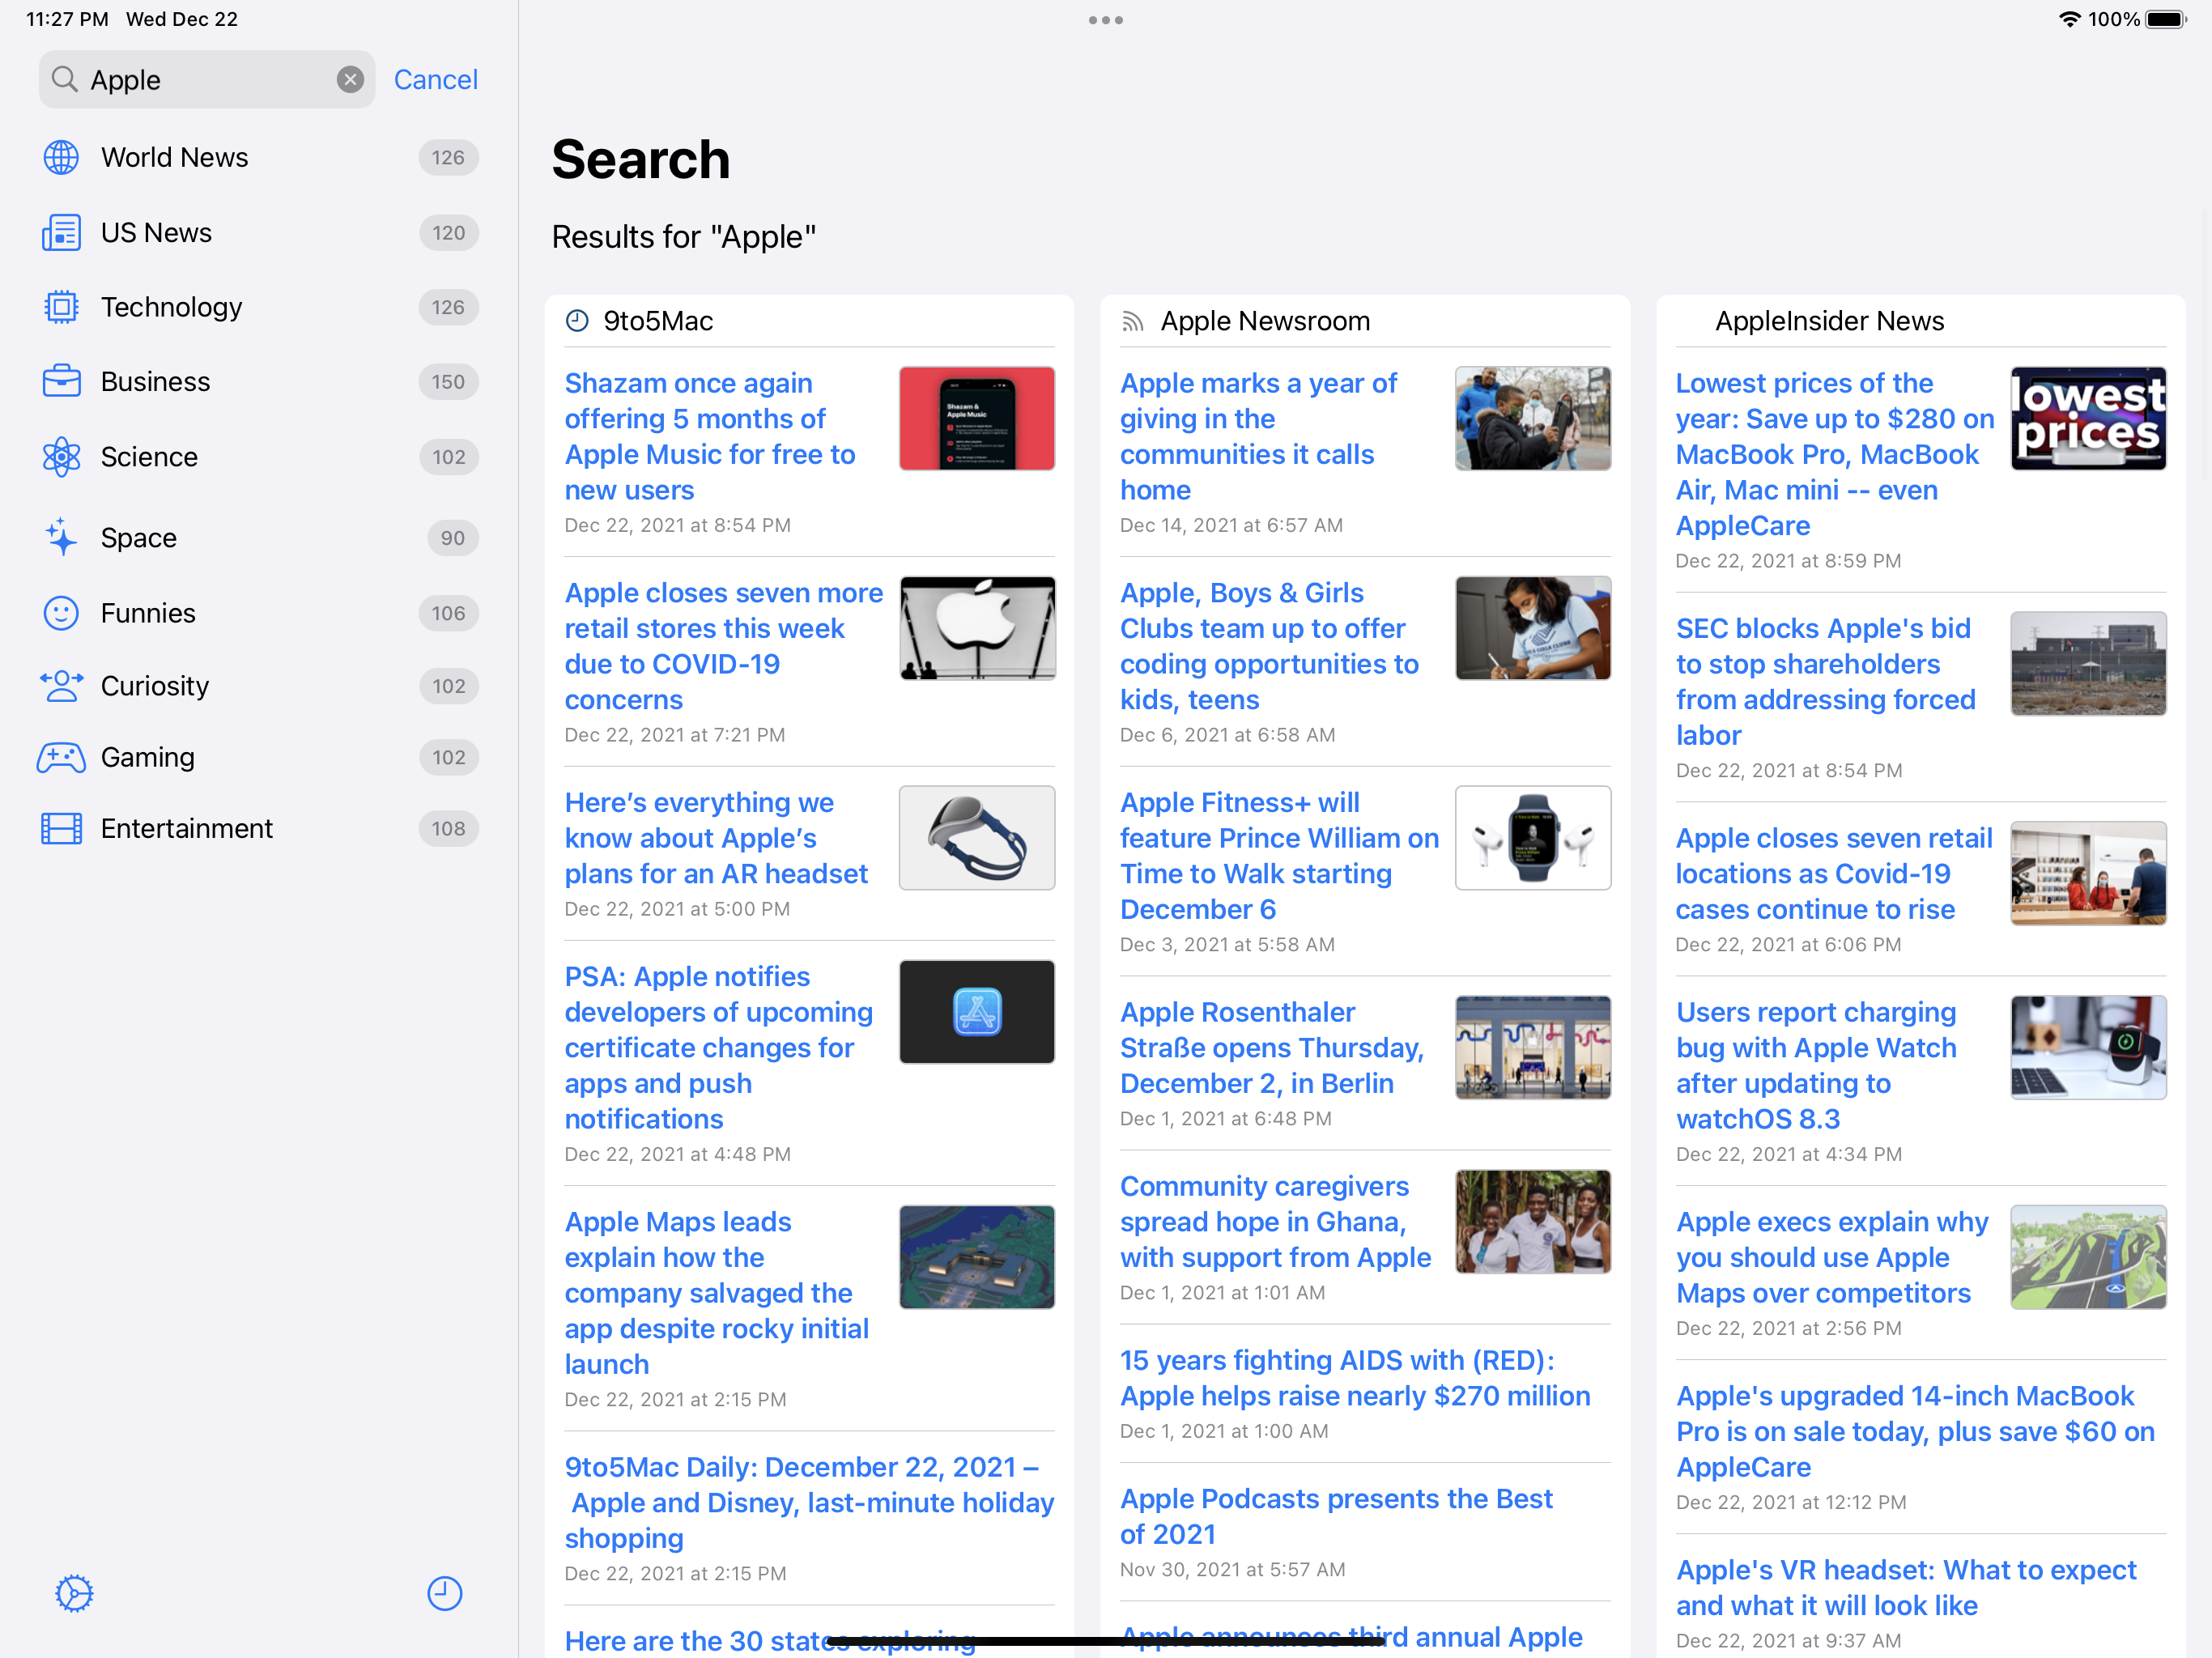 11:27 PM Wed Dec 22
100%
Apple
Cancel
World News 126
US News 120
Technology 126
Business 150
Science 102
Space 90
Funnies 106
Curiosity 102
Gaming 102
Entertainment 108
Search
Results for "Apple"
9to5Mac
Shazam once again
offering 5 months of
Apple Music for free to
new users
Dec 22, 2021 at 8:54 PM
Shazam &
Apple Music
Apple closes seven more
retail stores this week
due to COVID-19
concerns
Dec 22, 2021 at 7:21 PM
Here’s everything we
know about Apple’s
plans for an AR headset
Dec 22, 2021 at 5:00 PM
PSA: Apple notifies
developers of upcoming
certificate changes for
apps and push
notifications
Dec 22, 2021 at 4:48 PM
Apple Maps leads
explain how the
company salvaged the
app despite rocky initial
launch
Dec 22, 2021 at 2:15 PM
9to5Mac Daily: December 22, 2021 –
Apple and Disney, last-minute holiday
shopping
Dec 22, 2021 at 2:15 PM
Here are the 30 states exploring
Apple Newsroom
Apple marks a year of
giving in the
communities it calls
home
Dec 14, 2021 at 6:57 AM
Apple, Boys & Girls
Clubs team up to offer
coding opportunities to
kids, teens
Dec 6, 2021 at 6:58 AM
Apple Fitness+ will
feature Prince William on
Time to Walk starting
December 6
Dec 3, 2021 at 5:58 AM
Apple Rosenthaler
Straße opens Thursday,
December 2, in Berlin
Dec 1, 2021 at 6:48 PM
Community caregivers
spread hope in Ghana,
with support from Apple
Dec 1, 2021 at 1:01 AM
15 years fighting AIDS with (RED):
Apple helps raise nearly $270 million
Dec 1, 2021 at 1:00 AM
Apple Podcasts presents the Best
of 2021
Nov 30, 2021 at 5:57 AM
Apple announces third annual Apple
AppleInsider News
Lowest prices of the
year: Save up to $280 on
MacBook Pro, MacBook
Air, Mac mini -- even
AppleCare
Dec 22, 2021 at 8:59 PM
lowest
prices
SEC blocks Apple's bid
to stop shareholders
from addressing forced
labor
Dec 22, 2021 at 8:54 PM
Apple closes seven retail
locations as Covid-19
cases continue to rise
Dec 22, 2021 at 6:06 PM
Users report charging
bug with Apple Watch
after updating to
watchOS 8.3
Dec 22, 2021 at 4:34 PM
Apple execs explain why
you should use Apple
Maps over competitors
Dec 22, 2021 at 2:56 PM
Apple's upgraded 14-inch MacBook
Pro is on sale today, plus save $60 on
AppleCare
Dec 22, 2021 at 12:12 PM
Apple's VR headset: What to expect
and what it will look like
Dec 22, 2021 at 9:37 AM